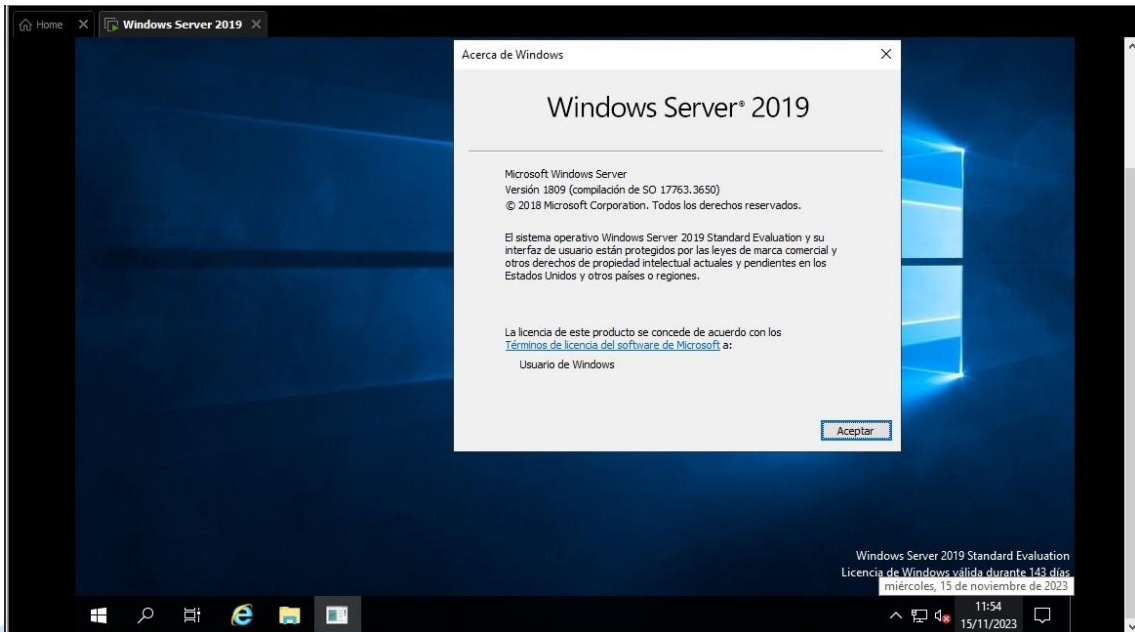 Home
Windows Server 2019
Acerca de Windows
Windows Server® 2019
Microsoft Windows Server
Versión 1809 (compilación de SO 17763.3650)
© 2018 Microsoft Corporation. Todos los derechos reservados.
El sistema operativo Windows Server 2019 Standard Evaluation y su
interfaz de usuario están protegidos por las leyes de marca comercial y
otros derechos de propiedad intelectual actuales y pendientes en los
Estados Unidos y otros países o regiones.
La licencia de este producto se concede de acuerdo con los
Términos de licencia del software de Microsoft a:
Usuario de Windows
Aceptar
Windows Server 2019 Standard Evaluation
Licencia de Windows válida durante 143 días
miércoles, 15 de noviembre de 2023
11:54
15/11/2023